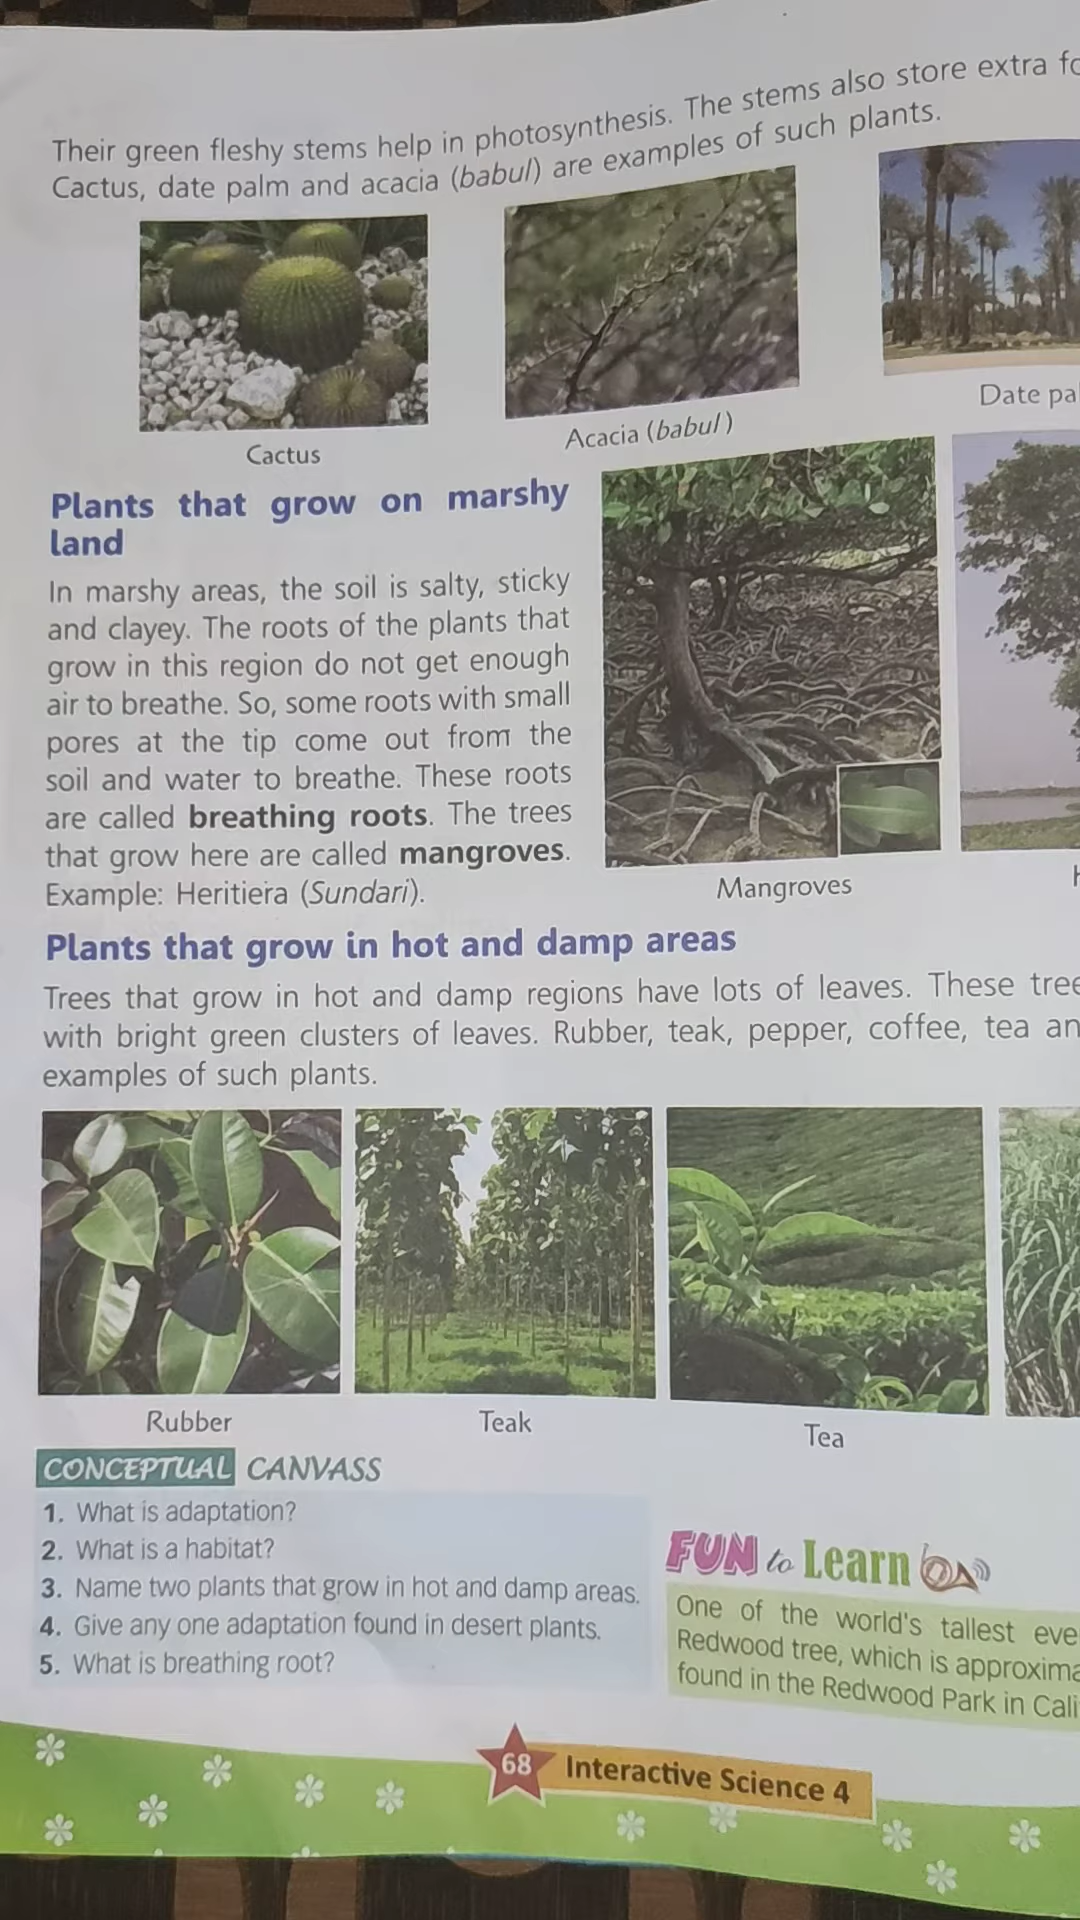 Their green fleshy stems help in photosynthesis. The stems also store extra
Cactus, date palm and acacia (babul) are examples of such plants.
Cactus
Acacia (babul)
Date
Plants that grow on marshy
land
In marshy areas, the soil is salty, sticky
and clayey. The roots of the plants that
grow in this region do not get enough
air to breathe. So, some roots with small
pores at the tip come out from the
soil and water to breathe. These roots
are called breathing roots. The trees
that grow here are called mangroves.
Example: Heritiera (Sundari).
Mangroves
Plants that grow in hot and damp areas
Trees that grow in hot and damp regions have lots of leaves. These
with bright green clusters of leaves. Rubber, teak, pepper, coffee, tea
examples of such plants.
Rubber
Teak
Tea
CONCEPTUAL CANVASS
1. What is adaptation?
2. What is a habitat?
3. Name two plants that grow in hot and damp areas.
4. Give any one adaptation found in desert plants.
5. What is breathing root?
FUN to Learn
One of the world's tallest
Redwood tree, which is
found in the Redwood Park in
68
Interactive Science 4